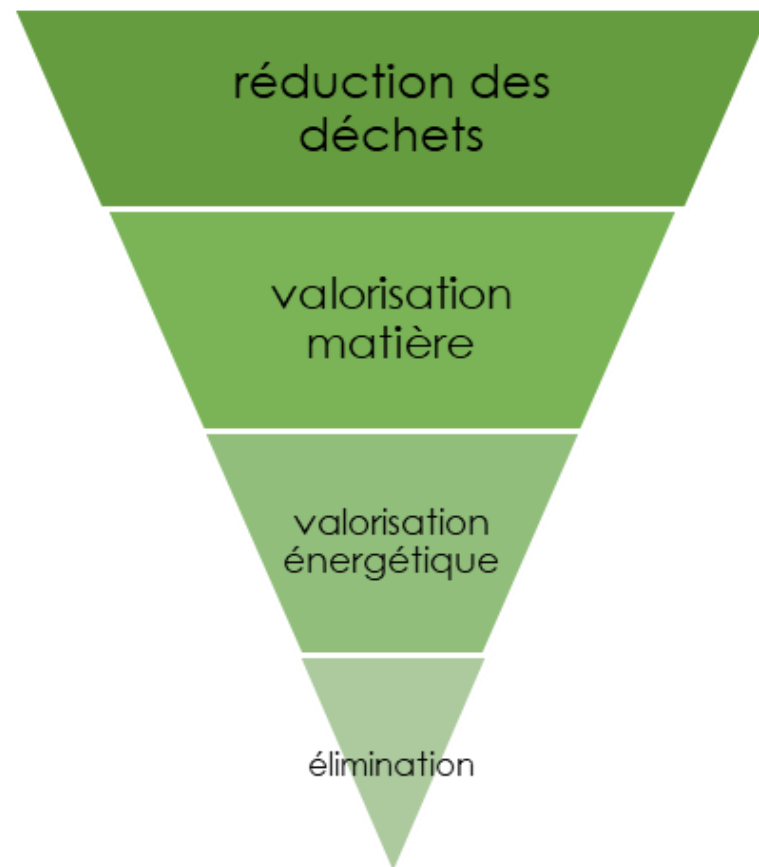 réduction des
déchets
valorisation
matière
valorisation
énergétique
élimination